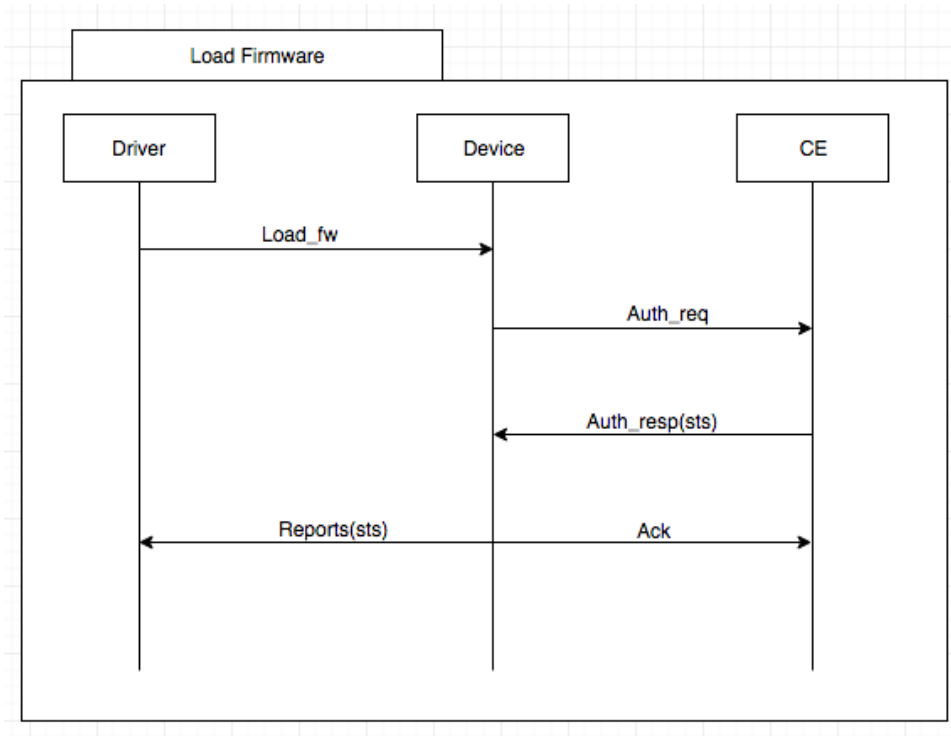 Load Firmware
Driver
Device
CE
Load_fw
Auth_req
Auth_resp(sts)
Reports(sts)
Ack